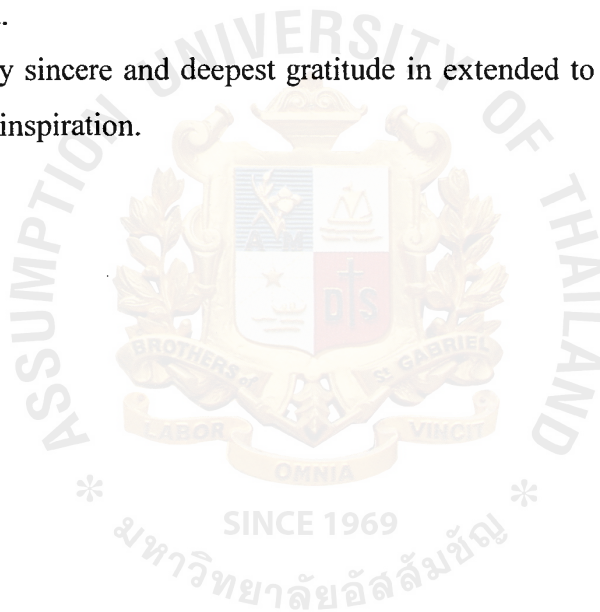 y sincere and deepest gratitude in extended to
inspiration.
ASSUMPTION UNIVERSITY OF THAILAND
A M
D S
BROTHERS of St GABRIEL
LABOR
OMNIA
VINCIT
SINCE 1969
มหาวิทยาลัยอัสสัมชัญ